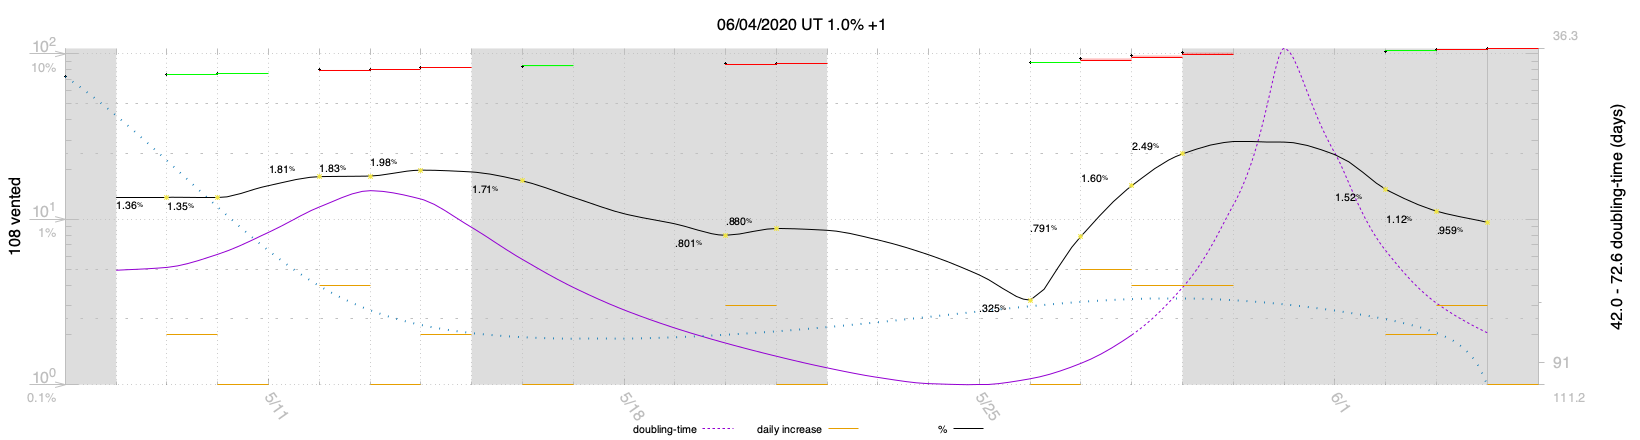 06/04/2020 UT 1.0% +1
10² 36.3
10%
1.81% 1.83% 1.98% 2.49%
1.36% 1.35% 1.71% 1.60% 1.52%
.880% .791% 1.12%
10¹ .801% .959%
1%
.325%
91
10⁰
0.1% 111.2
5/11 5/18 5/25 6/1
108 vented
42.0 - 72.6 doubling-time (days)
doubling-time daily increase %